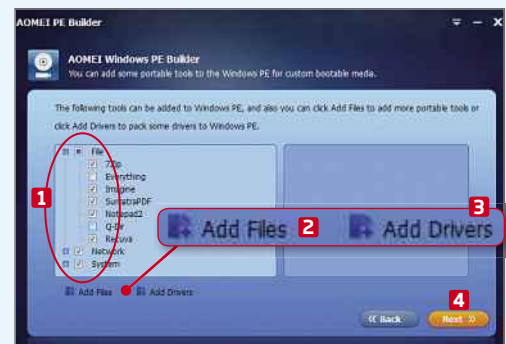 AOMEI PE Builder
AOMEI Windows PE Builder
You can add some portable tools to the Windows PE for custom bootable media.
The following tools can be added to Windows PE, and also you can click Add Files to add more portable tools or
click Add Drivers to pack some drivers to Windows PE.
File
7Zip
Everything
Imagine
SumatraPDF
Notepad2
Q-Dir
Recuva
Network
System
1
Add Files 2
Add Drivers 3
Add Files Add Drivers
4
<< Back Next >>